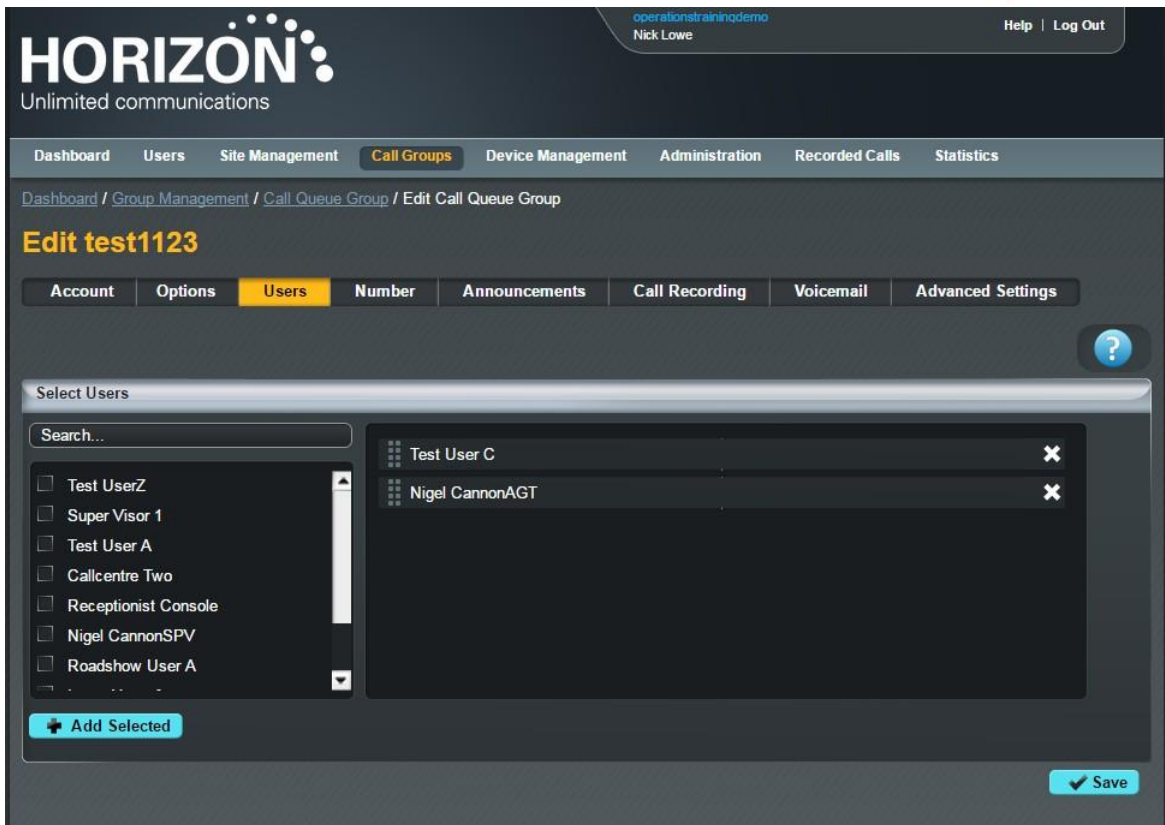 operationstrainingdemo
Nick Lowe
Help | Log Out
HORIZON
Unlimited communications
Dashboard Users Site Management Call Groups Device Management Administration Recorded Calls Statistics
Dashboard / Group Management / Call Queue Group / Edit Call Queue Group
Edit test1123
Account Options Users Number Announcements Call Recording Voicemail Advanced Settings
?
Select Users
Search...
Test UserZ
Super Visor 1
Test User A
Callcentre Two
Receptionist Console
Nigel CannonSPV
Roadshow User A
Add Selected
Test User C
Nigel CannonAGT
Save